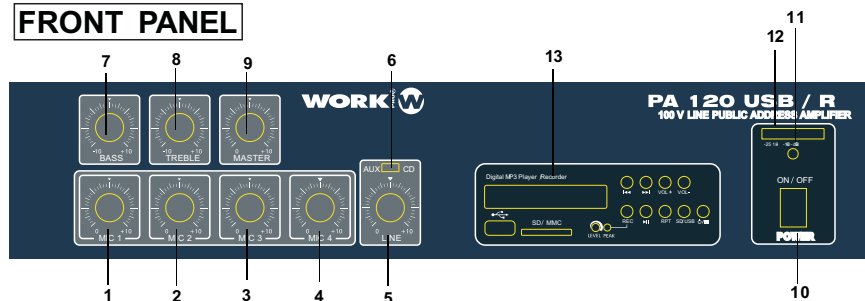 FRONT PANEL
7 8 9 6 13 12 11
WORK W
PA 120 USB / R
100 V LINE PUBLIC ADDRESS AMPLIFIER
-10 +10 -10 +10 0 +10
BASS TREBLE MASTER
AUX CD
0 +10 0 +10 0 +10 0 +10 0 +10
MIC 1 MIC 2 MIC 3 MIC 4 LINE
Digital MP3 Player /Recorder
VOL+ VOL-
SD/ MMC
LEVEL PEAK REC RPT SD/USB
ON / OFF
POWER
1 2 3 4 5 10